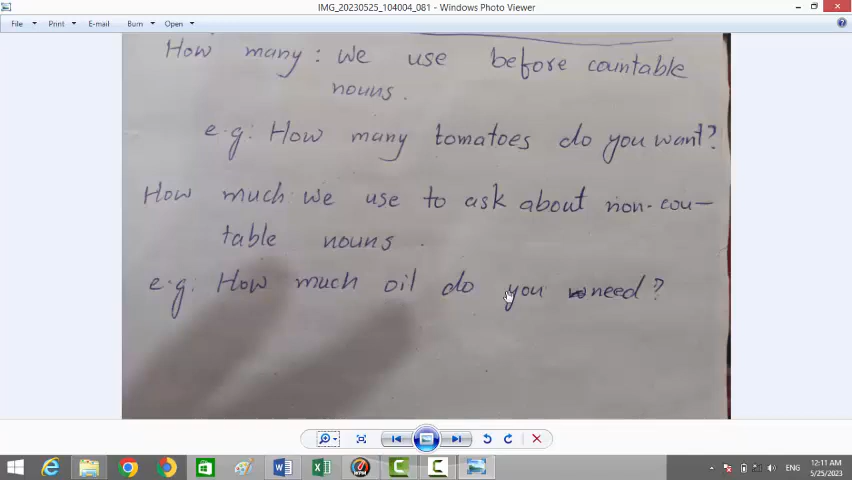 IMG_20230525_104004_081 - Windows Photo Viewer
File Print E-mail Burn Open
How many: We use before countable
nouns.
e.g: How many tomatoes do you want?
How much we use to ask about non-cou-
table nouns.
e.g: How much oil do you need?
12:11 AM
ENG
5/25/2023